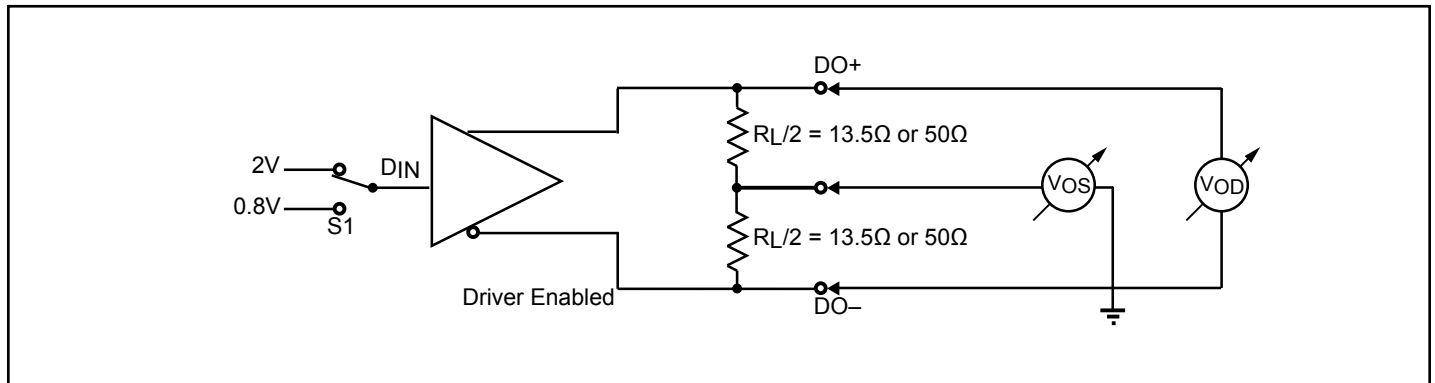 DO+
RL/2 = 13.5Ω or 50Ω
2V
DIN
VOS
VOD
0.8V
S1
RL/2 = 13.5Ω or 50Ω
Driver Enabled
DO–